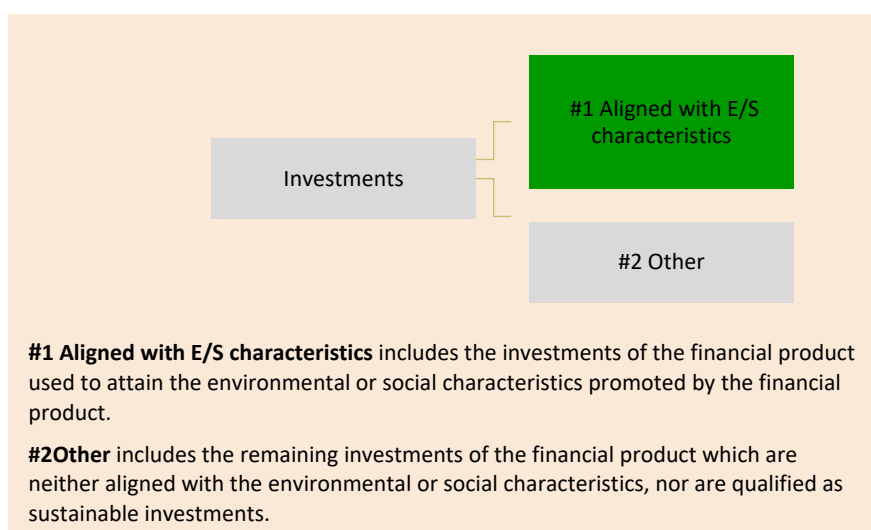 #1 Aligned with E/S
characteristics
Investments
#2 Other
#1 Aligned with E/S characteristics includes the investments of the financial product
used to attain the environmental or social characteristics promoted by the financial
product.
#2Other includes the remaining investments of the financial product which are
neither aligned with the environmental or social characteristics, nor are qualified as
sustainable investments.